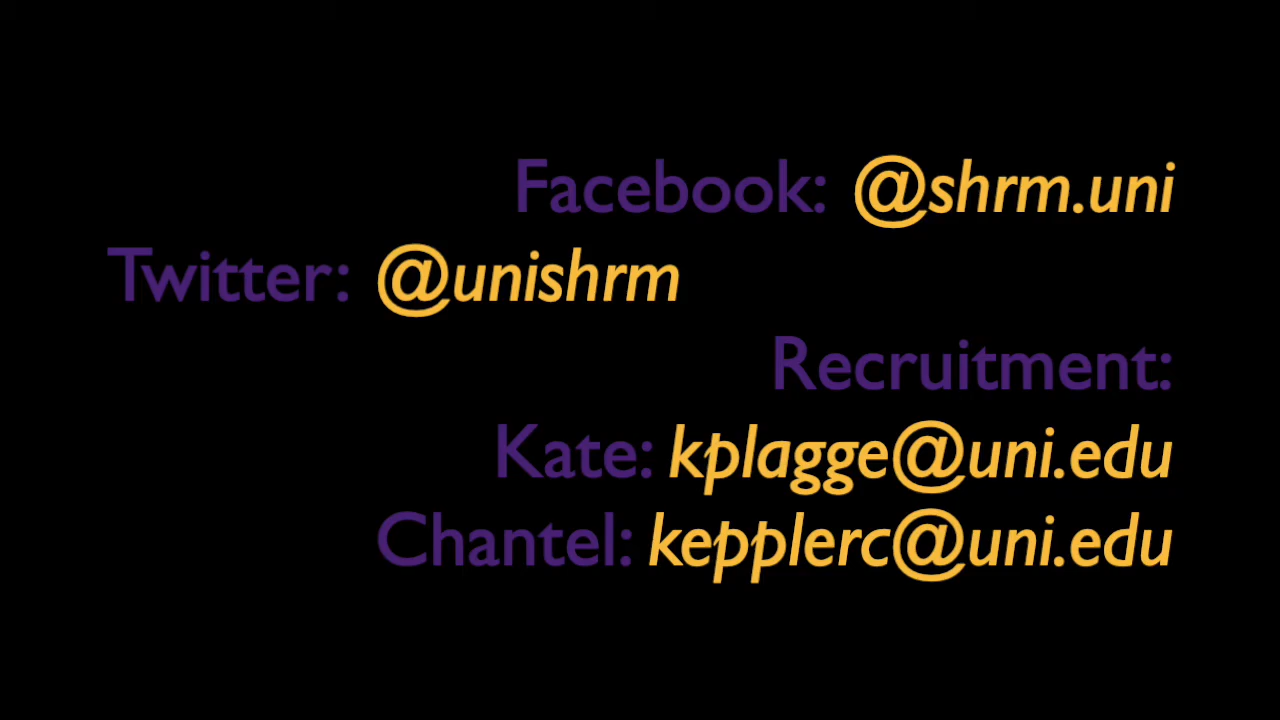 Facebook: @shrm.uni
Twitter: @unishrm
Recruitment:
Kate: kplagge@uni.edu
Chantel: kepplerc@uni.edu